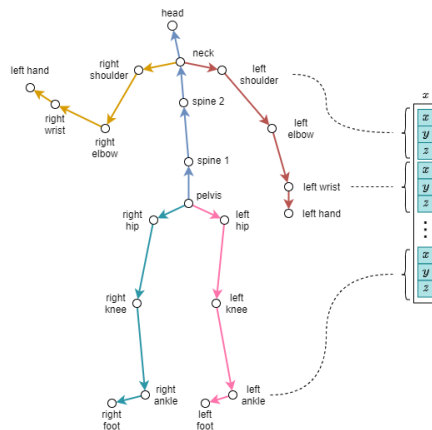 head
neck
right
shoulder
left
shoulder
left hand
right
wrist
right
elbow
spine 2
left
elbow
spine 1
left wrist
left hand
pelvis
right
hip
left
hip
right
knee
left
knee
right
ankle
left
ankle
right
foot
left
foot
x
x
y
z
x
y
z
⋮
x
y
z